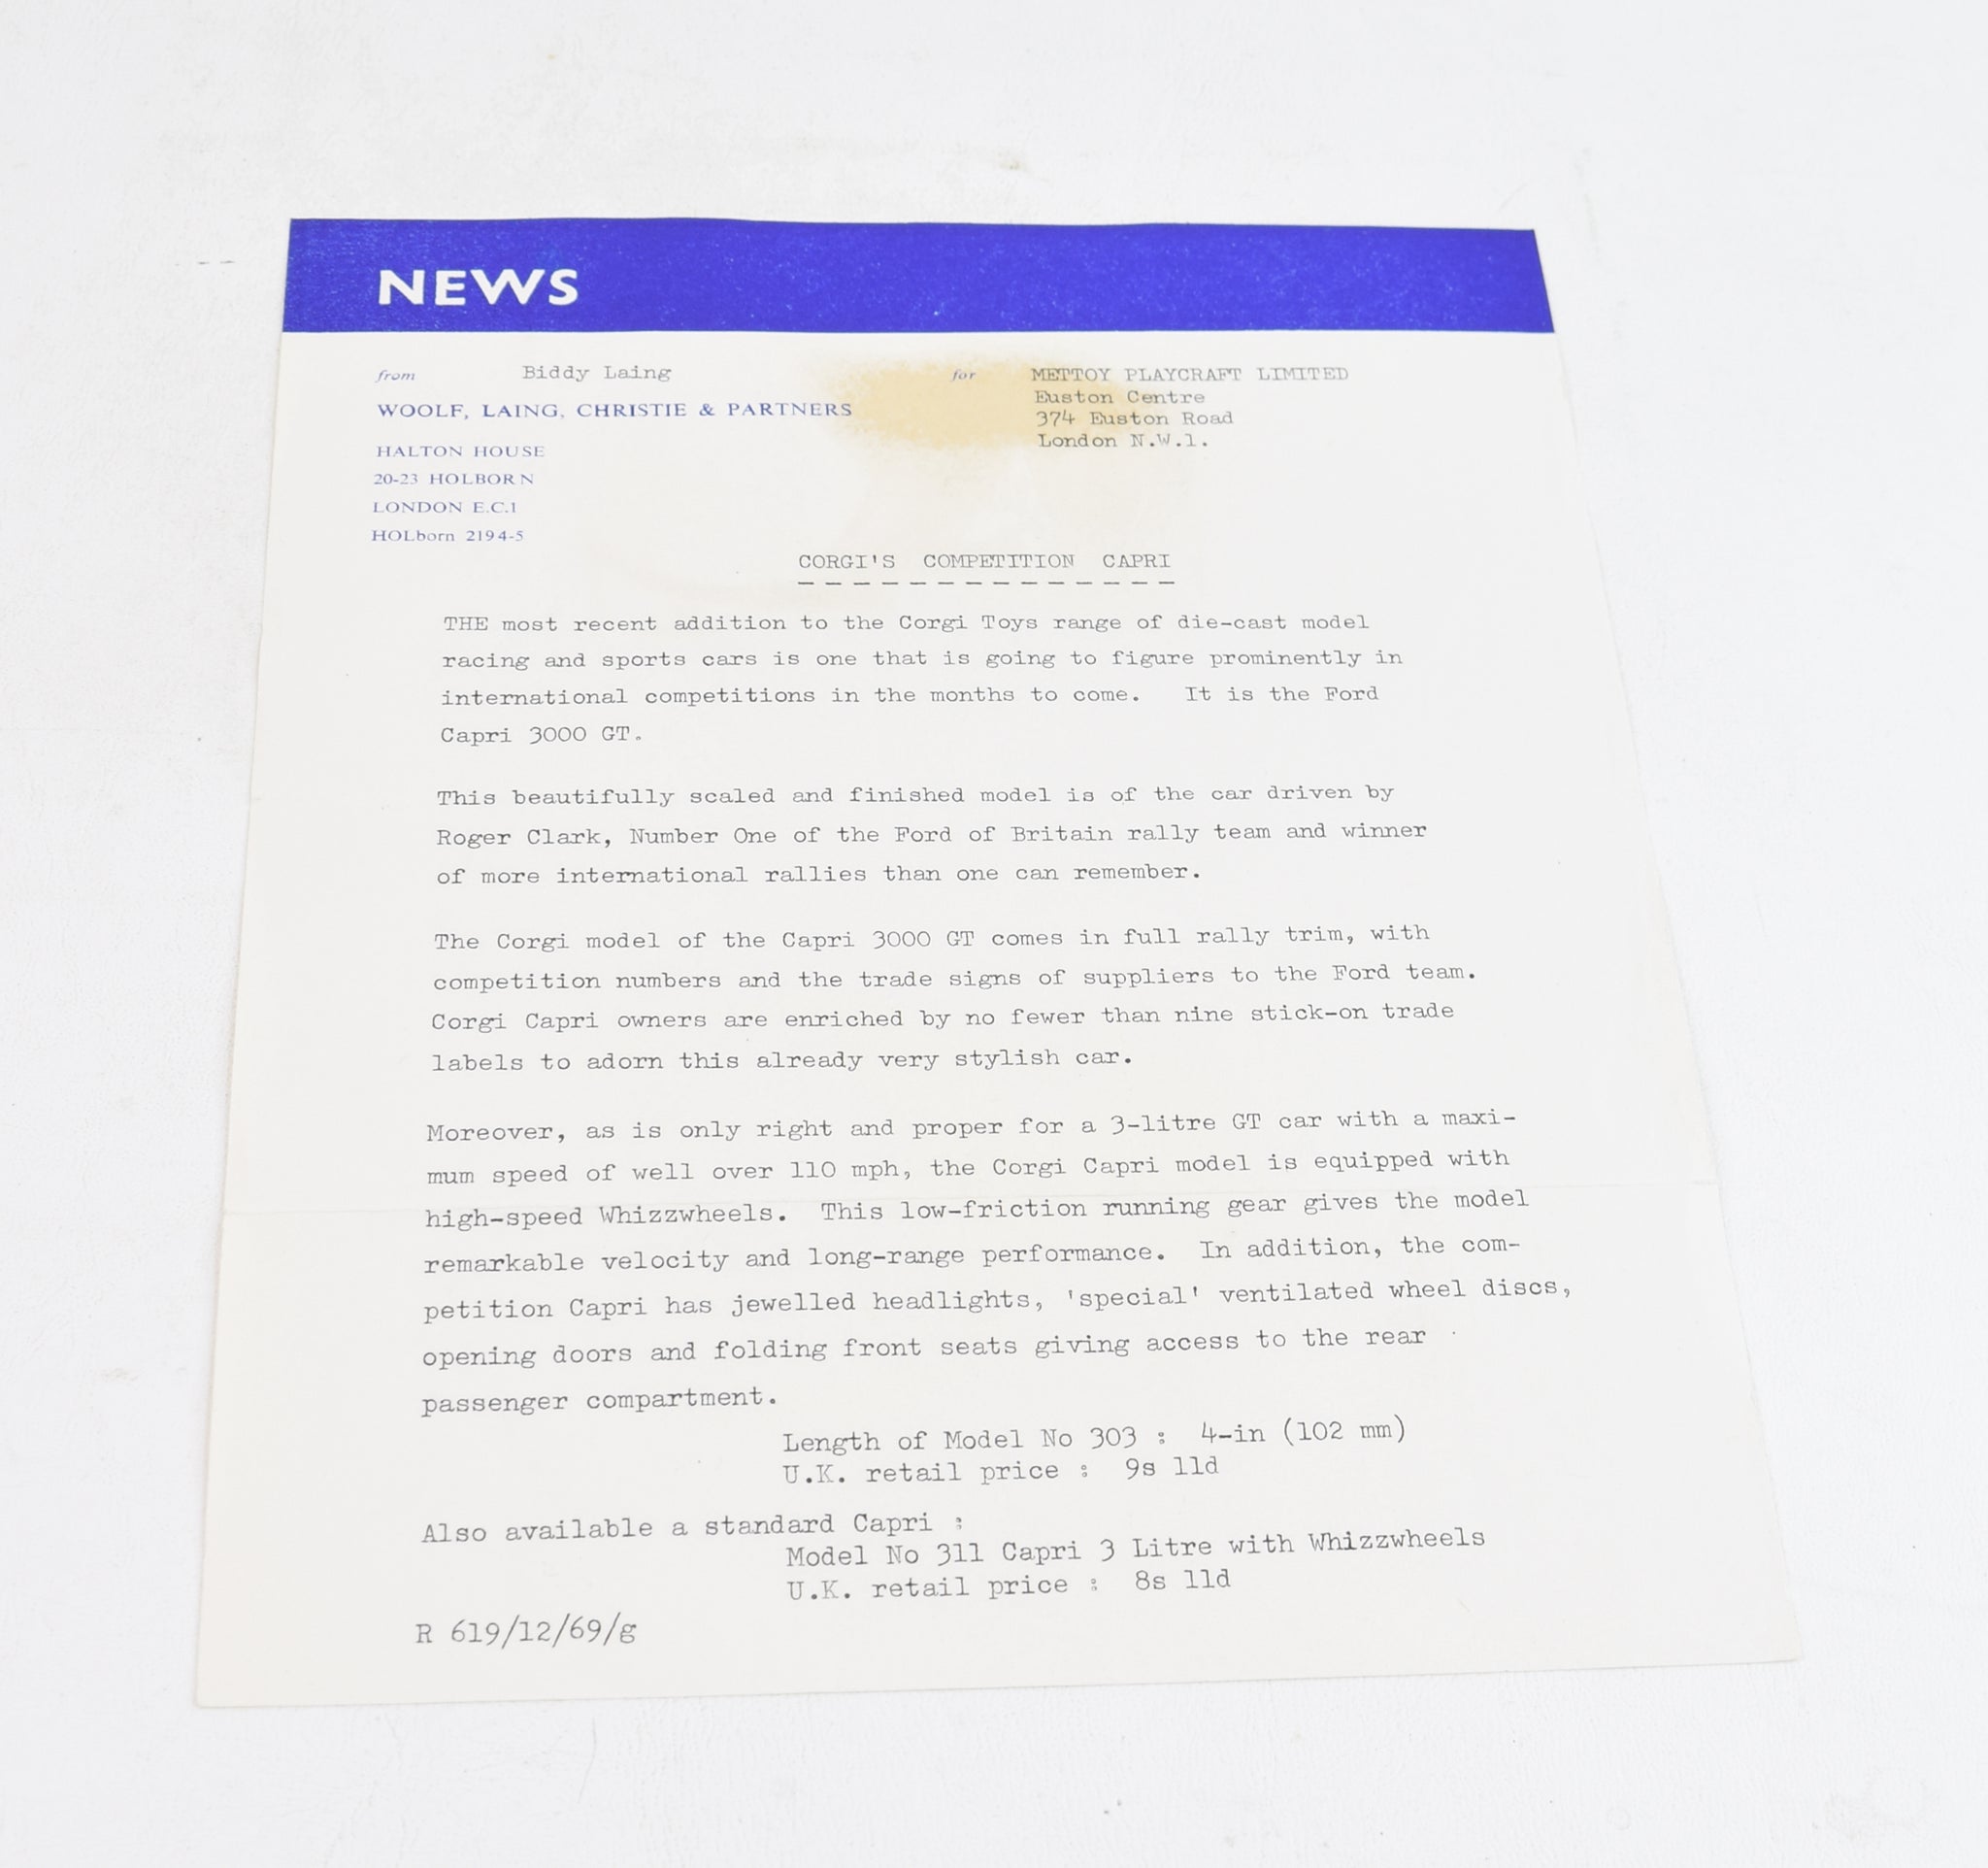 NEWS
from Biddy Laing
WOOLF, LAING, CHRISTIE & PARTNERS
HALTON HOUSE
20-23 HOLBORN
LONDON E.C.1
HOLborn 2194-5
for METTOY PLAYCRAFT LIMITED
Euston Centre
374 Euston Road
London N.W.1.
CORGI'S COMPETITION CAPRI
THE most recent addition to the Corgi Toys range of die-cast model
racing and sports cars is one that is going to figure prominently in
international competitions in the months to come. It is the Ford
Capri 3000 GT.
This beautifully scaled and finished model is of the car driven by
Roger Clark, Number One of the Ford of Britain rally team and winner
of more international rallies than one can remember.
The Corgi model of the Capri 3000 GT comes in full rally trim, with
competition numbers and the trade signs of suppliers to the Ford team.
Corgi Capri owners are enriched by no fewer than nine stick-on trade
labels to adorn this already very stylish car.
Moreover, as is only right and proper for a 3-litre GT car with a maxi-
mum speed of well over 110 mph, the Corgi Capri model is equipped with
high-speed Whizzwheels. This low-friction running gear gives the model
remarkable velocity and long-range performance. In addition, the com-
petition Capri has jewelled headlights, 'special' ventilated wheel discs,
opening doors and folding front seats giving access to the rear
passenger compartment.
Length of Model No 303 : 4-in (102 mm)
U.K. retail price : 9s 11d
Also available a standard Capri :
Model No 311 Capri 3 Litre with Whizzwheels
U.K. retail price : 8s 11d
R 619/12/69/g